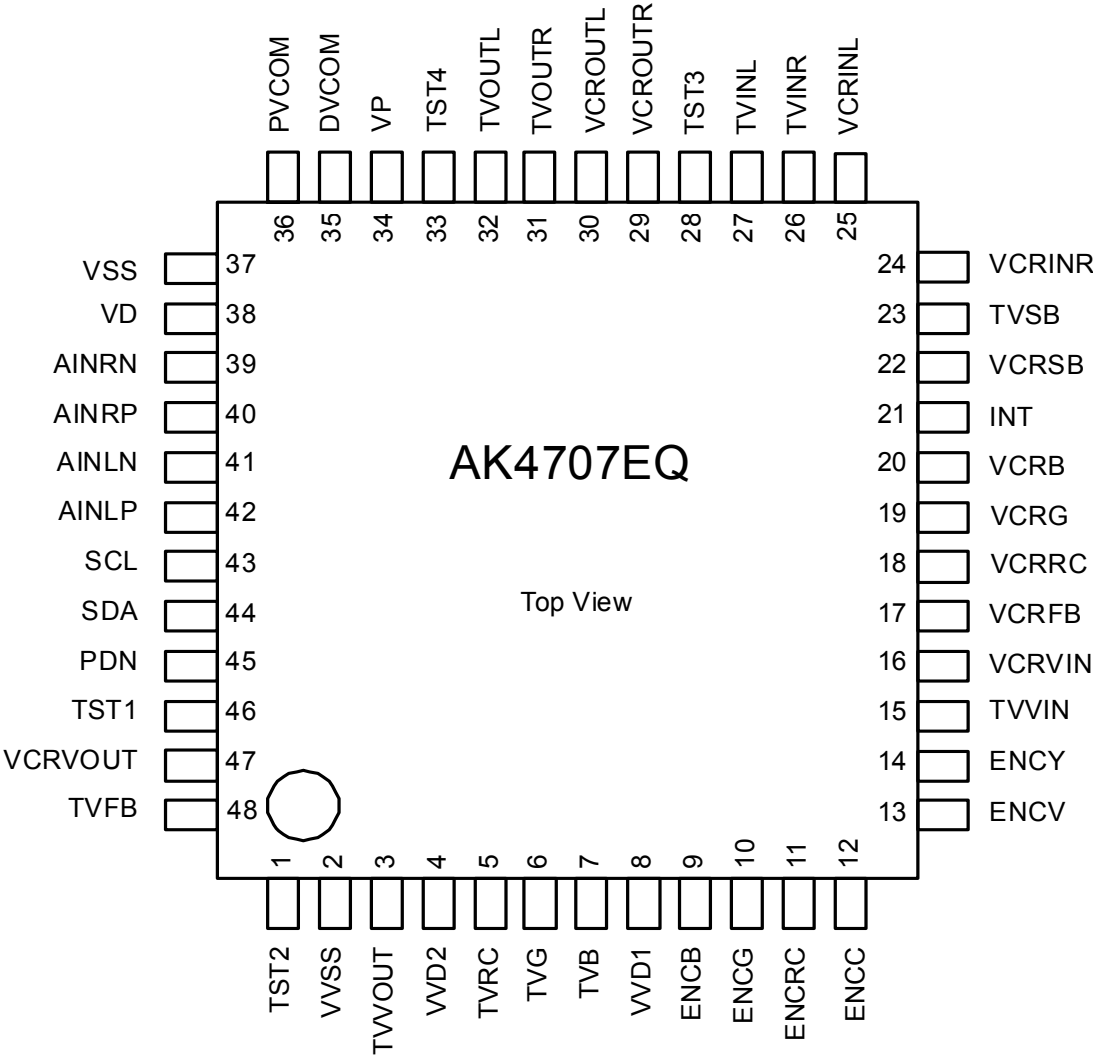 PVCOM
DVCOM
VP
TST4
TVOUTL
TVOUTR
VCROUTL
VCROUTR
TST3
TVINL
TVINR
VCRINL
36
35
34
33
32
31
30
29
28
27
26
25
VSS 37
VD 38
AINRN 39
AINRP 40
AINLN 41
AINLP 42
SCL 43
SDA 44
PDN 45
TST1 46
VCRVOUT 47
TVFB 48
AK4707EQ
Top View
24 VCRINR
23 TVSB
22 VCRSB
21 INT
20 VCRB
19 VCRG
18 VCRRC
17 VCRFB
16 VCRVIN
15 TVVIN
14 ENCY
13 ENCV
1
2
3
4
5
6
7
8
9
10
11
12
TST2
VVSS
TVVOUT
VVD2
TVRC
TVG
TVB
VVD1
ENCB
ENCG
ENCRC
ENCC